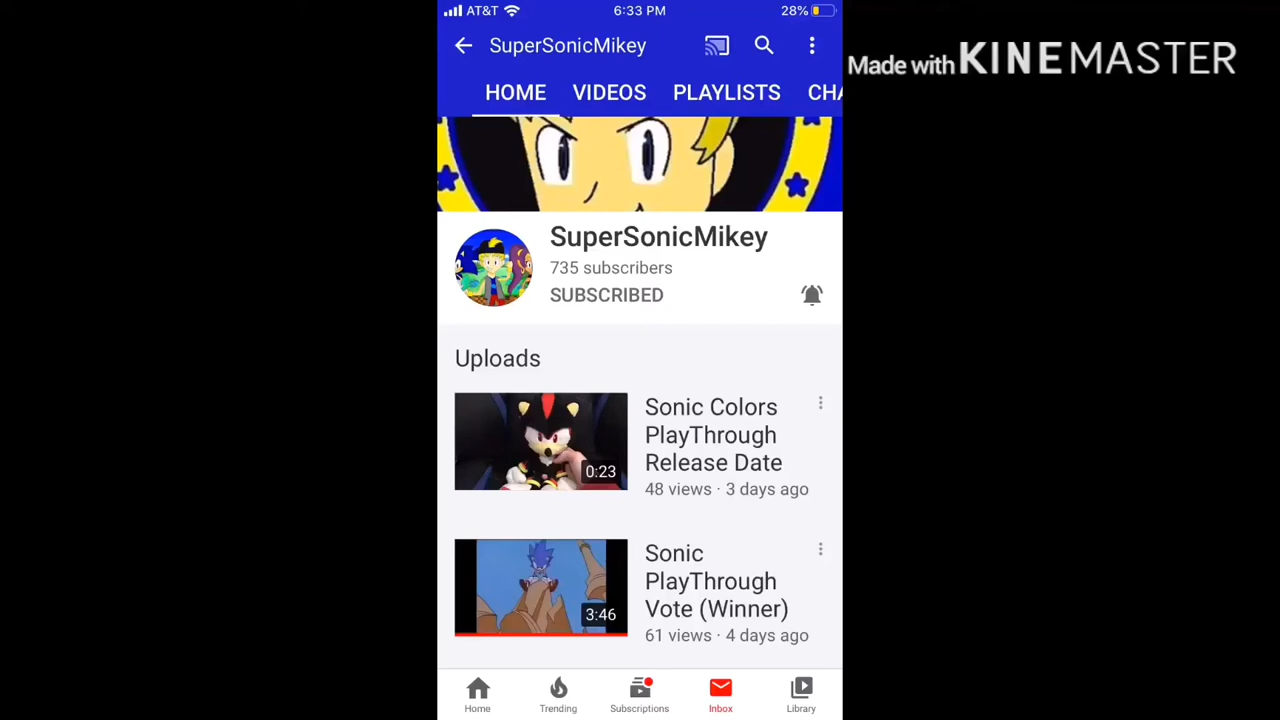 AT&T 6:33 PM 28%
SuperSonicMikey
Made with KINEMASTER
HOME VIDEOS PLAYLISTS CHA
SuperSonicMikey
735 subscribers
SUBSCRIBED
Uploads
Sonic Colors
PlayThrough
Release Date
0:23
48 views · 3 days ago
Sonic
PlayThrough
Vote (Winner)
3:46
61 views · 4 days ago
Home Trending Subscriptions Inbox Library